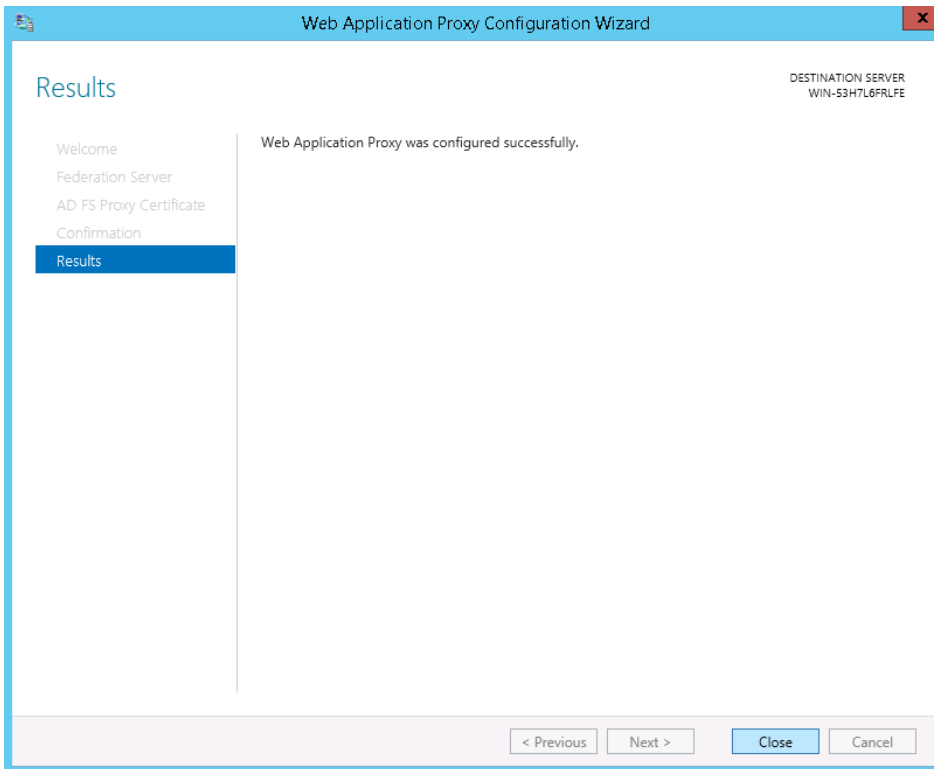 Web Application Proxy Configuration Wizard
x
Results
DESTINATION SERVER
WIN-53H7L6FRLFE
Welcome
Federation Server
AD FS Proxy Certificate
Confirmation
Results
Web Application Proxy was configured successfully.
< Previous
Next >
Close
Cancel